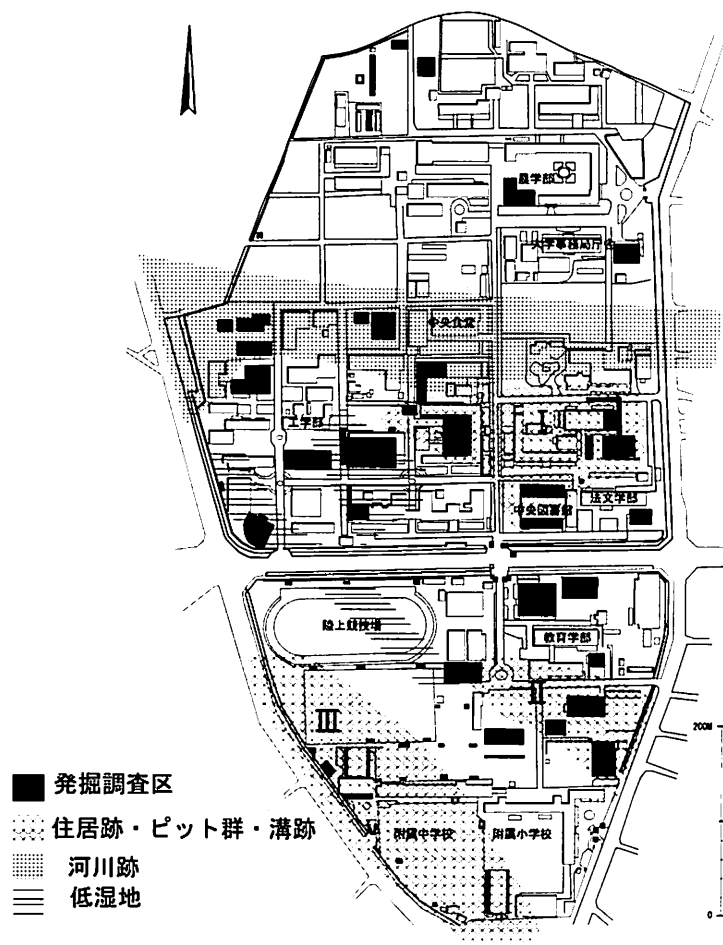 農学部
大学事務局庁舎
中央食堂
工学部
法文学部
中央図書館
陸上競技場
教育学部
200M
発掘調査区
住居跡・ピット群・溝跡
附属中学校
附属小学校
河川跡
低湿地
0